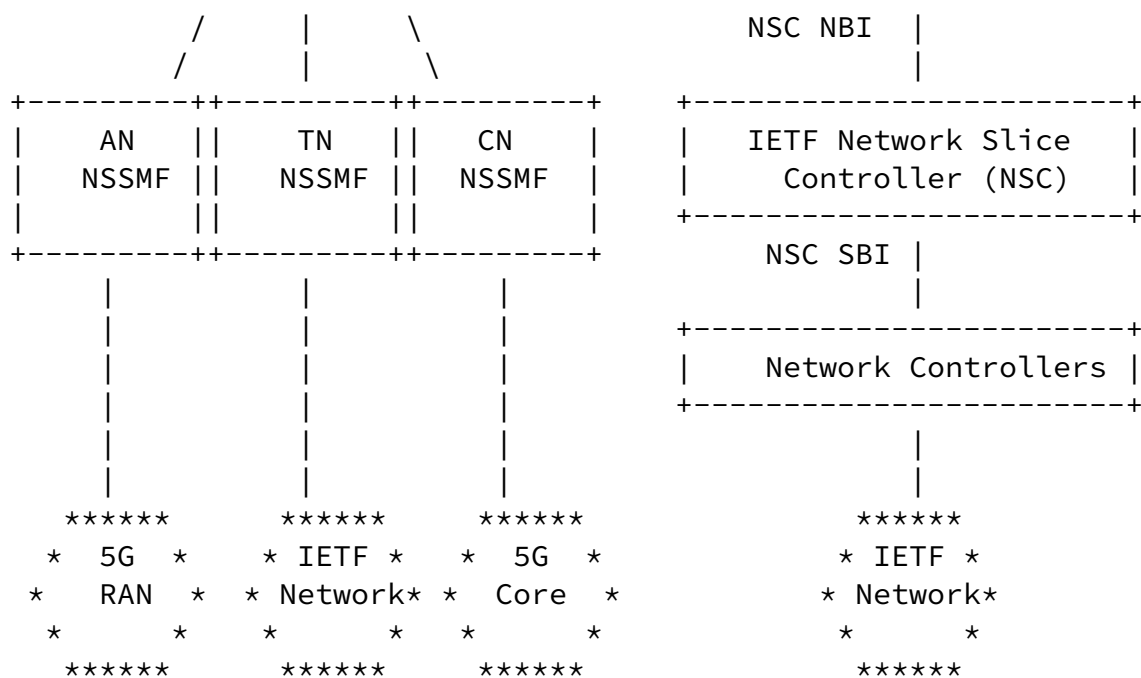 NSC NBI
AN TN CN IETF Network Slice
NSSMF NSSMF NSSMF Controller (NSC)
NSC SBI
Network Controllers
5G IETF 5G IETF
RAN Network Core Network